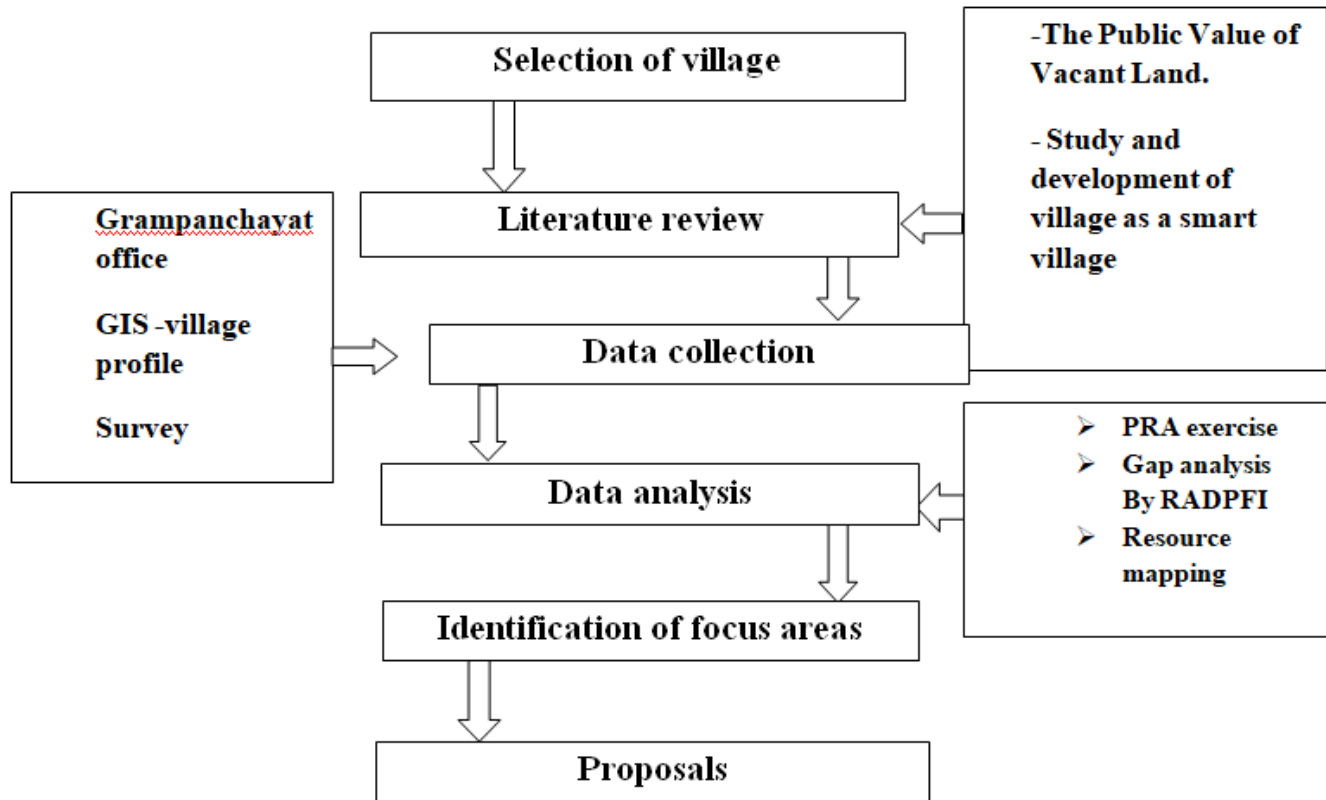 Selection of village
-The Public Value of
Vacant Land.
- Study and
development of
village as a smart
village
Literature review
Grampanchayat
office
GIS -village
profile
Survey
Data collection
Data analysis
➢ PRA exercise
➢ Gap analysis
By RADPFI
➢ Resource
mapping
Identification of focus areas
Proposals